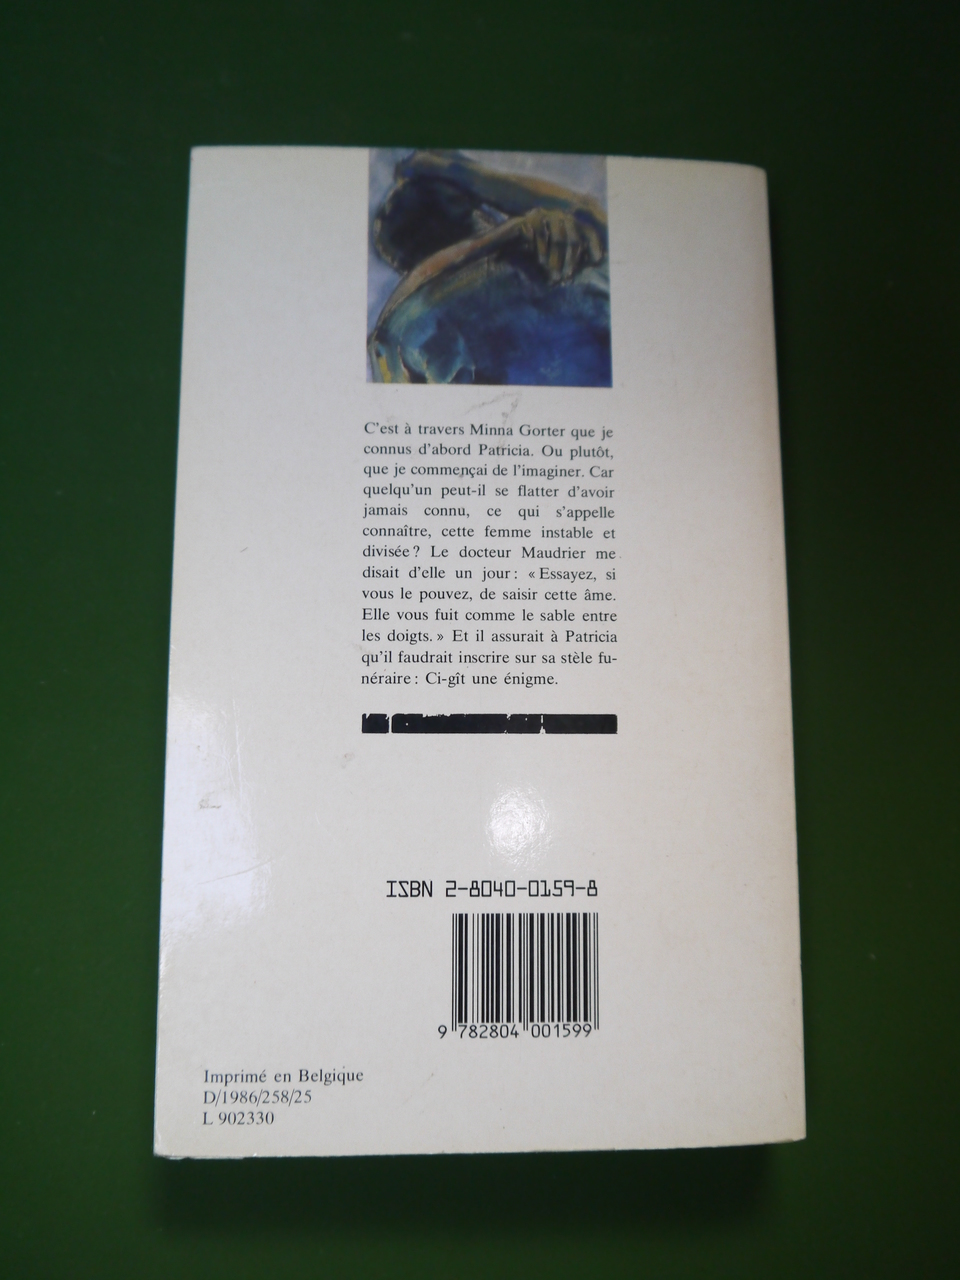 C'est à travers Minna Gorter que je
connus d'abord Patricia. Ou plutôt,
que je commençai de l'imaginer. Car
quelqu'un peut-il se flatter d'avoir
jamais connu, ce qui s'appelle
connaître, cette femme instable et
divisée ? Le docteur Maudrier me
disait d'elle un jour : « Essayez, si
vous le pouvez, de saisir cette âme.
Elle vous fuit comme le sable entre
les doigts. » Et il assurait à Patricia
qu'il faudrait inscrire sur sa stèle fu-
néraire : Ci-gît une énigme.
ISBN 2-8040-0159-8
9 782804 001599
Imprimé en Belgique
D/1986/258/25
L 902330